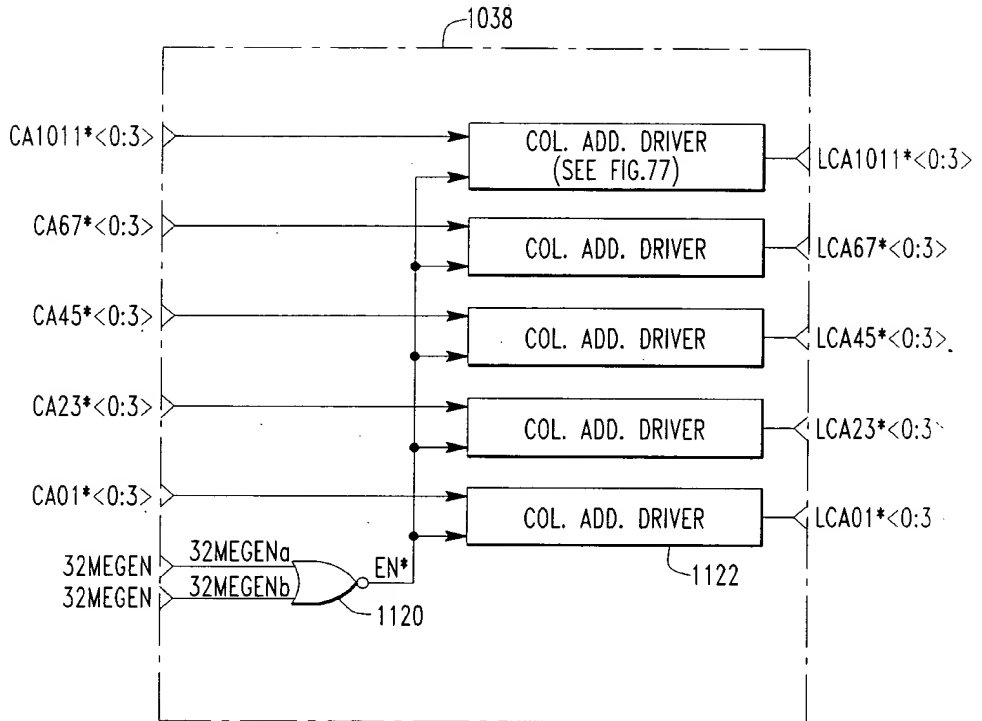 1038
CA1011*<0:3>
COL. ADD. DRIVER
(SEE FIG.77)
LCA1011*<0:3>
CA67*<0:3>
COL. ADD. DRIVER
LCA67*<0:3>
CA45*<0:3>
COL. ADD. DRIVER
LCA45*<0:3>
CA23*<0:3>
COL. ADD. DRIVER
LCA23*<0:3>
CA01*<0:3>
COL. ADD. DRIVER
LCA01*<0:3
32MEGEN
32MEGENa
EN*
1122
32MEGEN
32MEGENb
1120